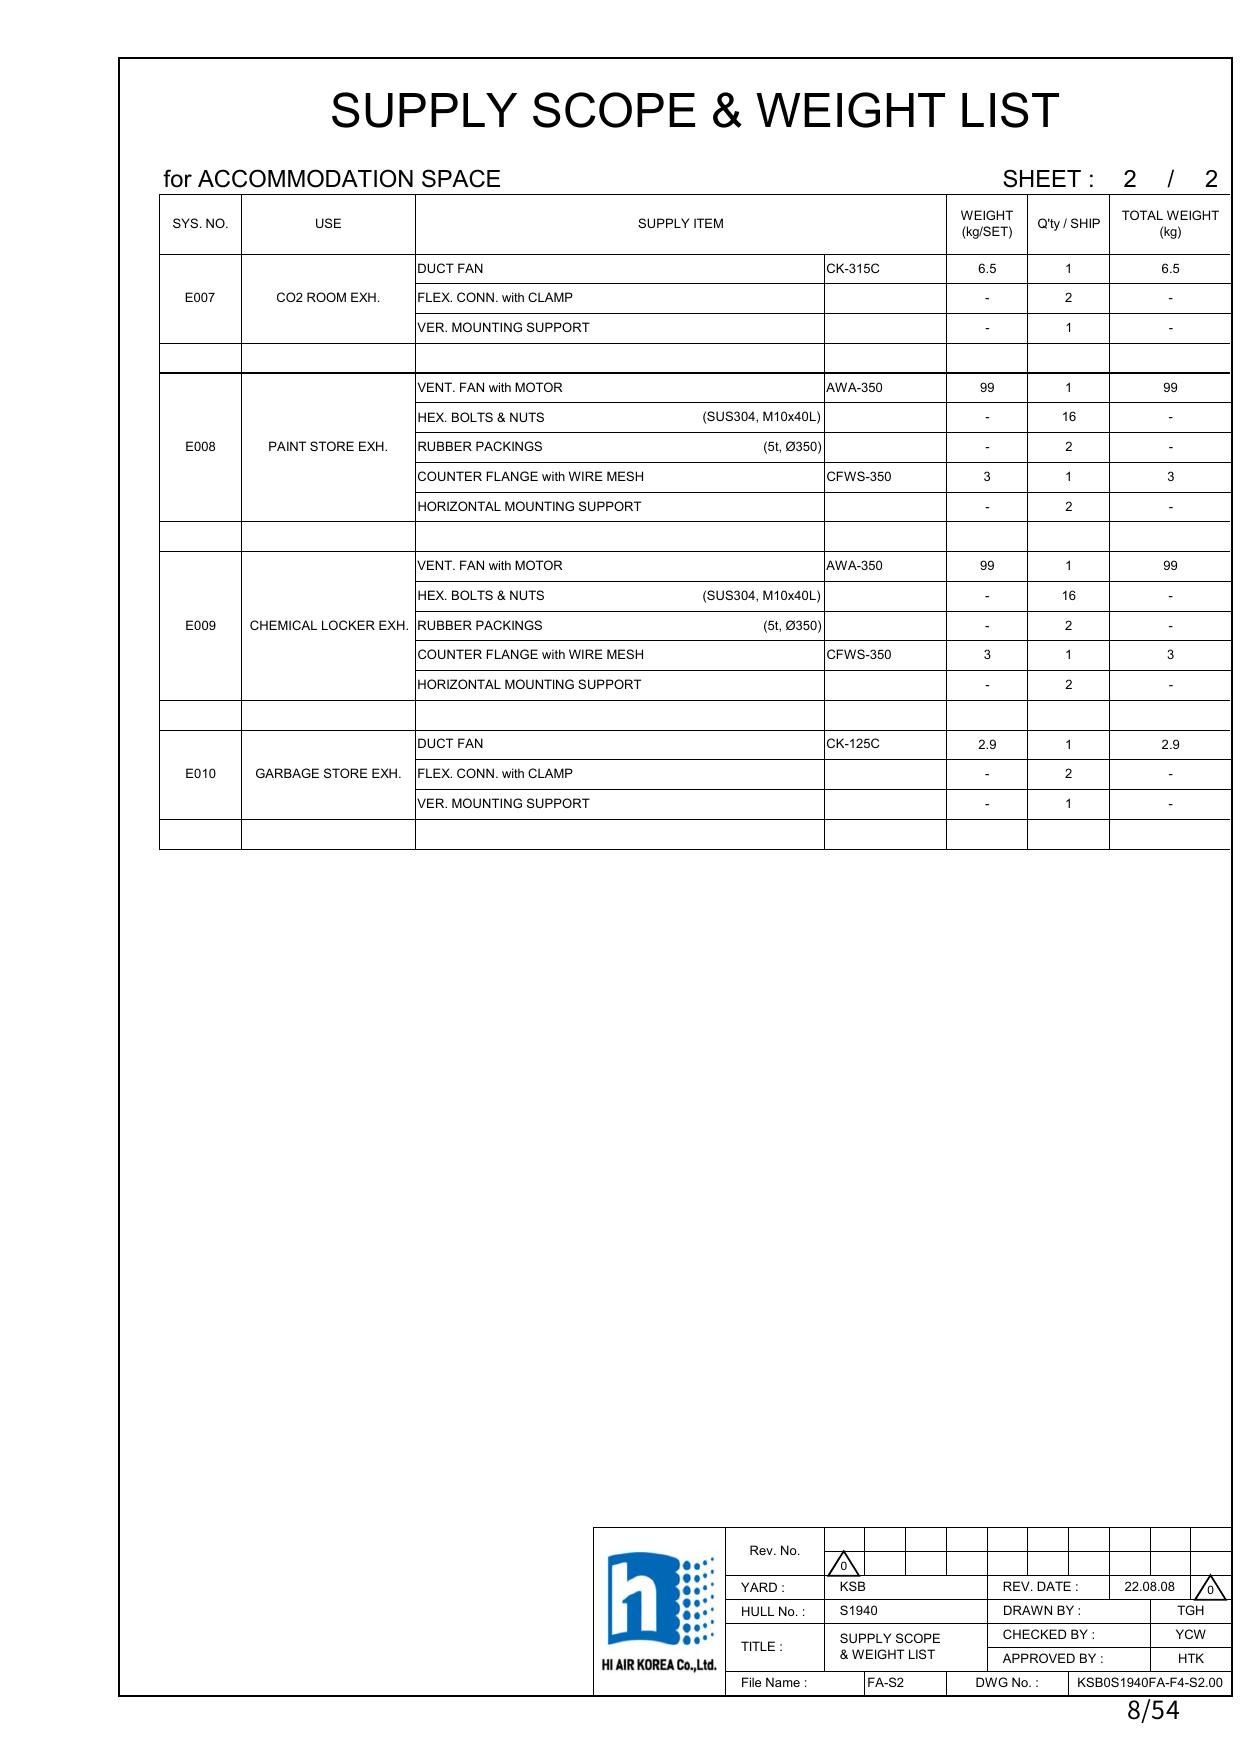 SUPPLY SCOPE & WEIGHT LIST
for ACCOMMODATION SPACE SHEET : 2 / 2
SYS. NO. USE SUPPLY ITEM WEIGHT (kg/SET) Q'ty / SHIP TOTAL WEIGHT (kg)
E007 CO2 ROOM EXH.
DUCT FAN CK-315C 6.5 1 6.5
FLEX. CONN. with CLAMP - 2 -
VER. MOUNTING SUPPORT - 1 -
E008 PAINT STORE EXH.
VENT. FAN with MOTOR AWA-350 99 1 99
HEX. BOLTS & NUTS (SUS304, M10x40L) - 16 -
RUBBER PACKINGS (5t, Ø350) - 2 -
COUNTER FLANGE with WIRE MESH CFWS-350 3 1 3
HORIZONTAL MOUNTING SUPPORT - 2 -
E009 CHEMICAL LOCKER EXH.
VENT. FAN with MOTOR AWA-350 99 1 99
HEX. BOLTS & NUTS (SUS304, M10x40L) - 16 -
RUBBER PACKINGS (5t, Ø350) - 2 -
COUNTER FLANGE with WIRE MESH CFWS-350 3 1 3
HORIZONTAL MOUNTING SUPPORT - 2 -
E010 GARBAGE STORE EXH.
DUCT FAN CK-125C 2.9 1 2.9
FLEX. CONN. with CLAMP - 2 -
VER. MOUNTING SUPPORT - 1 -
h
HI AIR KOREA Co.,Ltd.
Rev. No. 0
YARD : KSB REV. DATE : 22.08.08 0
HULL No. : S1940 DRAWN BY : TGH
TITLE : SUPPLY SCOPE & WEIGHT LIST
CHECKED BY : YCW
APPROVED BY : HTK
File Name : FA-S2 DWG No. : KSB0S1940FA-F4-S2.00
8/54